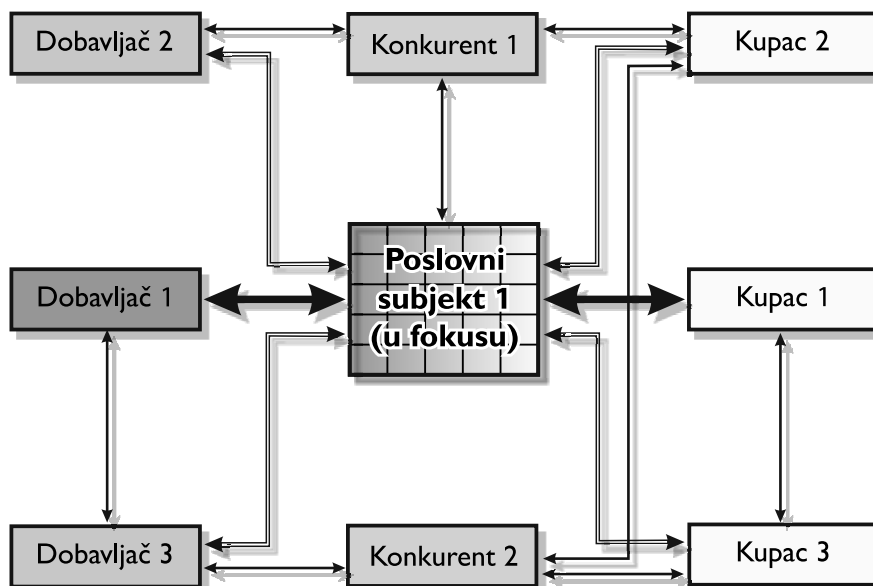 Dobavljač 2
Konkurent 1
Kupac 2
Dobavljač 1
Poslovni
subjekt 1
(u fokusu)
Kupac 1
Dobavljač 3
Konkurent 2
Kupac 3